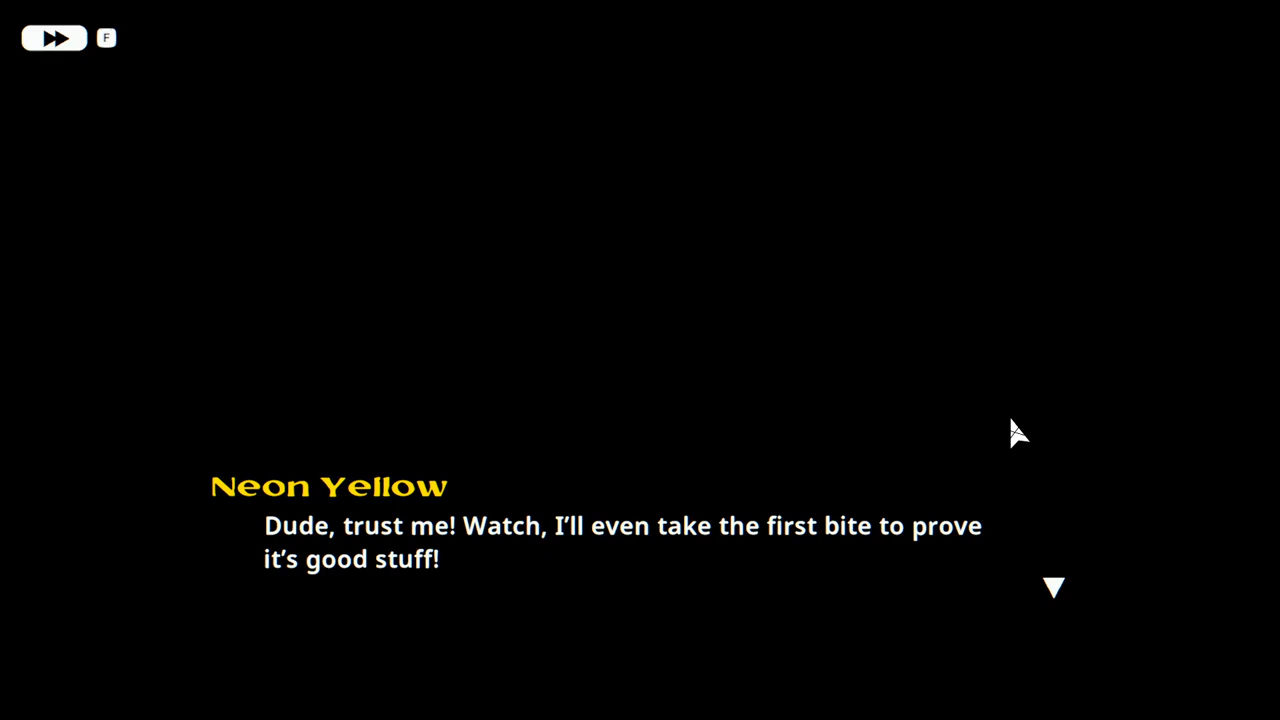 F
Neon Yellow
Dude, trust me! Watch, I’ll even take the first bite to prove
it’s good stuff!